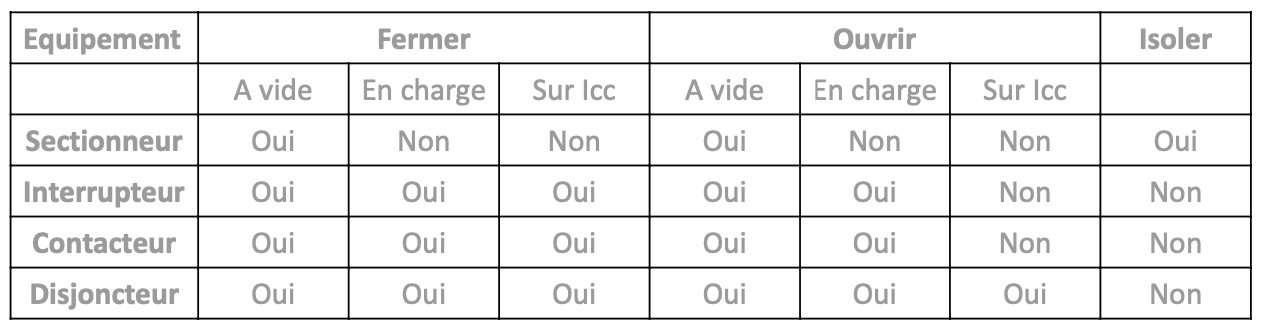 Equipement Fermer Ouvrir Isoler
A vide En charge Sur Icc A vide En charge Sur Icc
Sectionneur Oui Non Non Oui Non Non Oui
Interrupteur Oui Oui Oui Oui Oui Non Non
Contacteur Oui Oui Oui Oui Oui Non Non
Disjoncteur Oui Oui Oui Oui Oui Oui Non